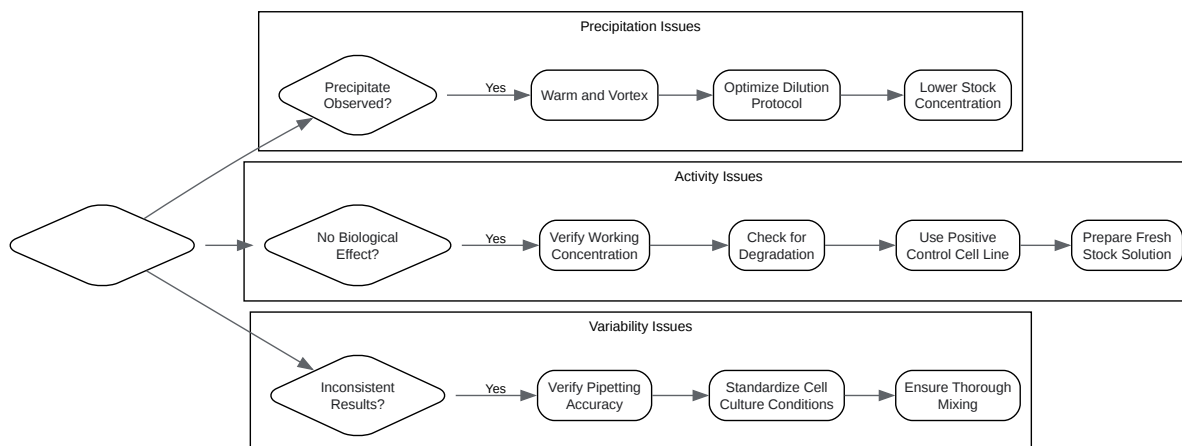 Precipitation Issues
Precipitate
Observed?
Yes
Warm and Vortex
Optimize Dilution
Protocol
Lower Stock
Concentration
Activity Issues
No Biological
Effect?
Yes
Verify Working
Concentration
Check for
Degradation
Use Positive
Control Cell Line
Prepare Fresh
Stock Solution
Variability Issues
Inconsistent
Results?
Yes
Verify Pipetting
Accuracy
Standardize Cell
Culture Conditions
Ensure Thorough
Mixing